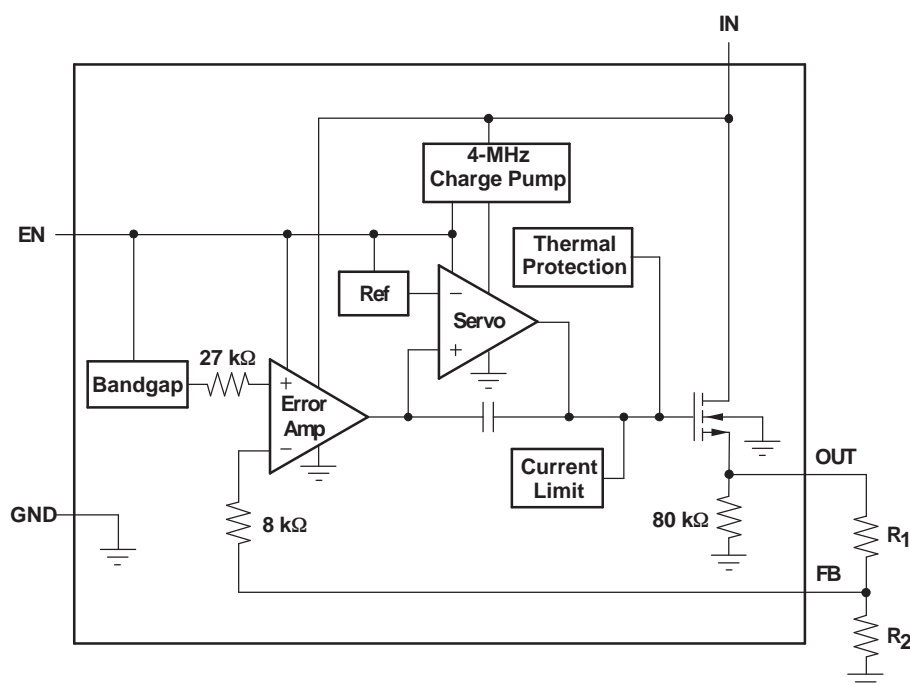 IN
4-MHz
Charge Pump
EN
Thermal
Protection
Ref
−
Servo
+
27 kΩ
Bandgap
+
Error
Amp
−
Current
Limit
OUT
GND
8 kΩ
80 kΩ
R1
FB
R2